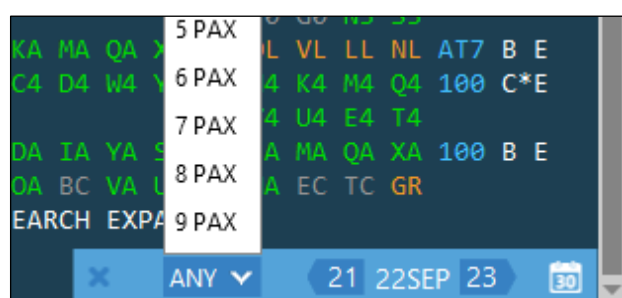 5 PAX
KA MA QA VL LL NL AT7 B E
6 PAX
C4 D4 W4 K4 M4 Q4 100 C*E
7 PAX
U4 E4 T4
DA IA YA MA QA XA 100 B E
8 PAX
OA BC VA EC TC GR
EARCH EXPA
9 PAX
ANY 21 22SEP 23 30